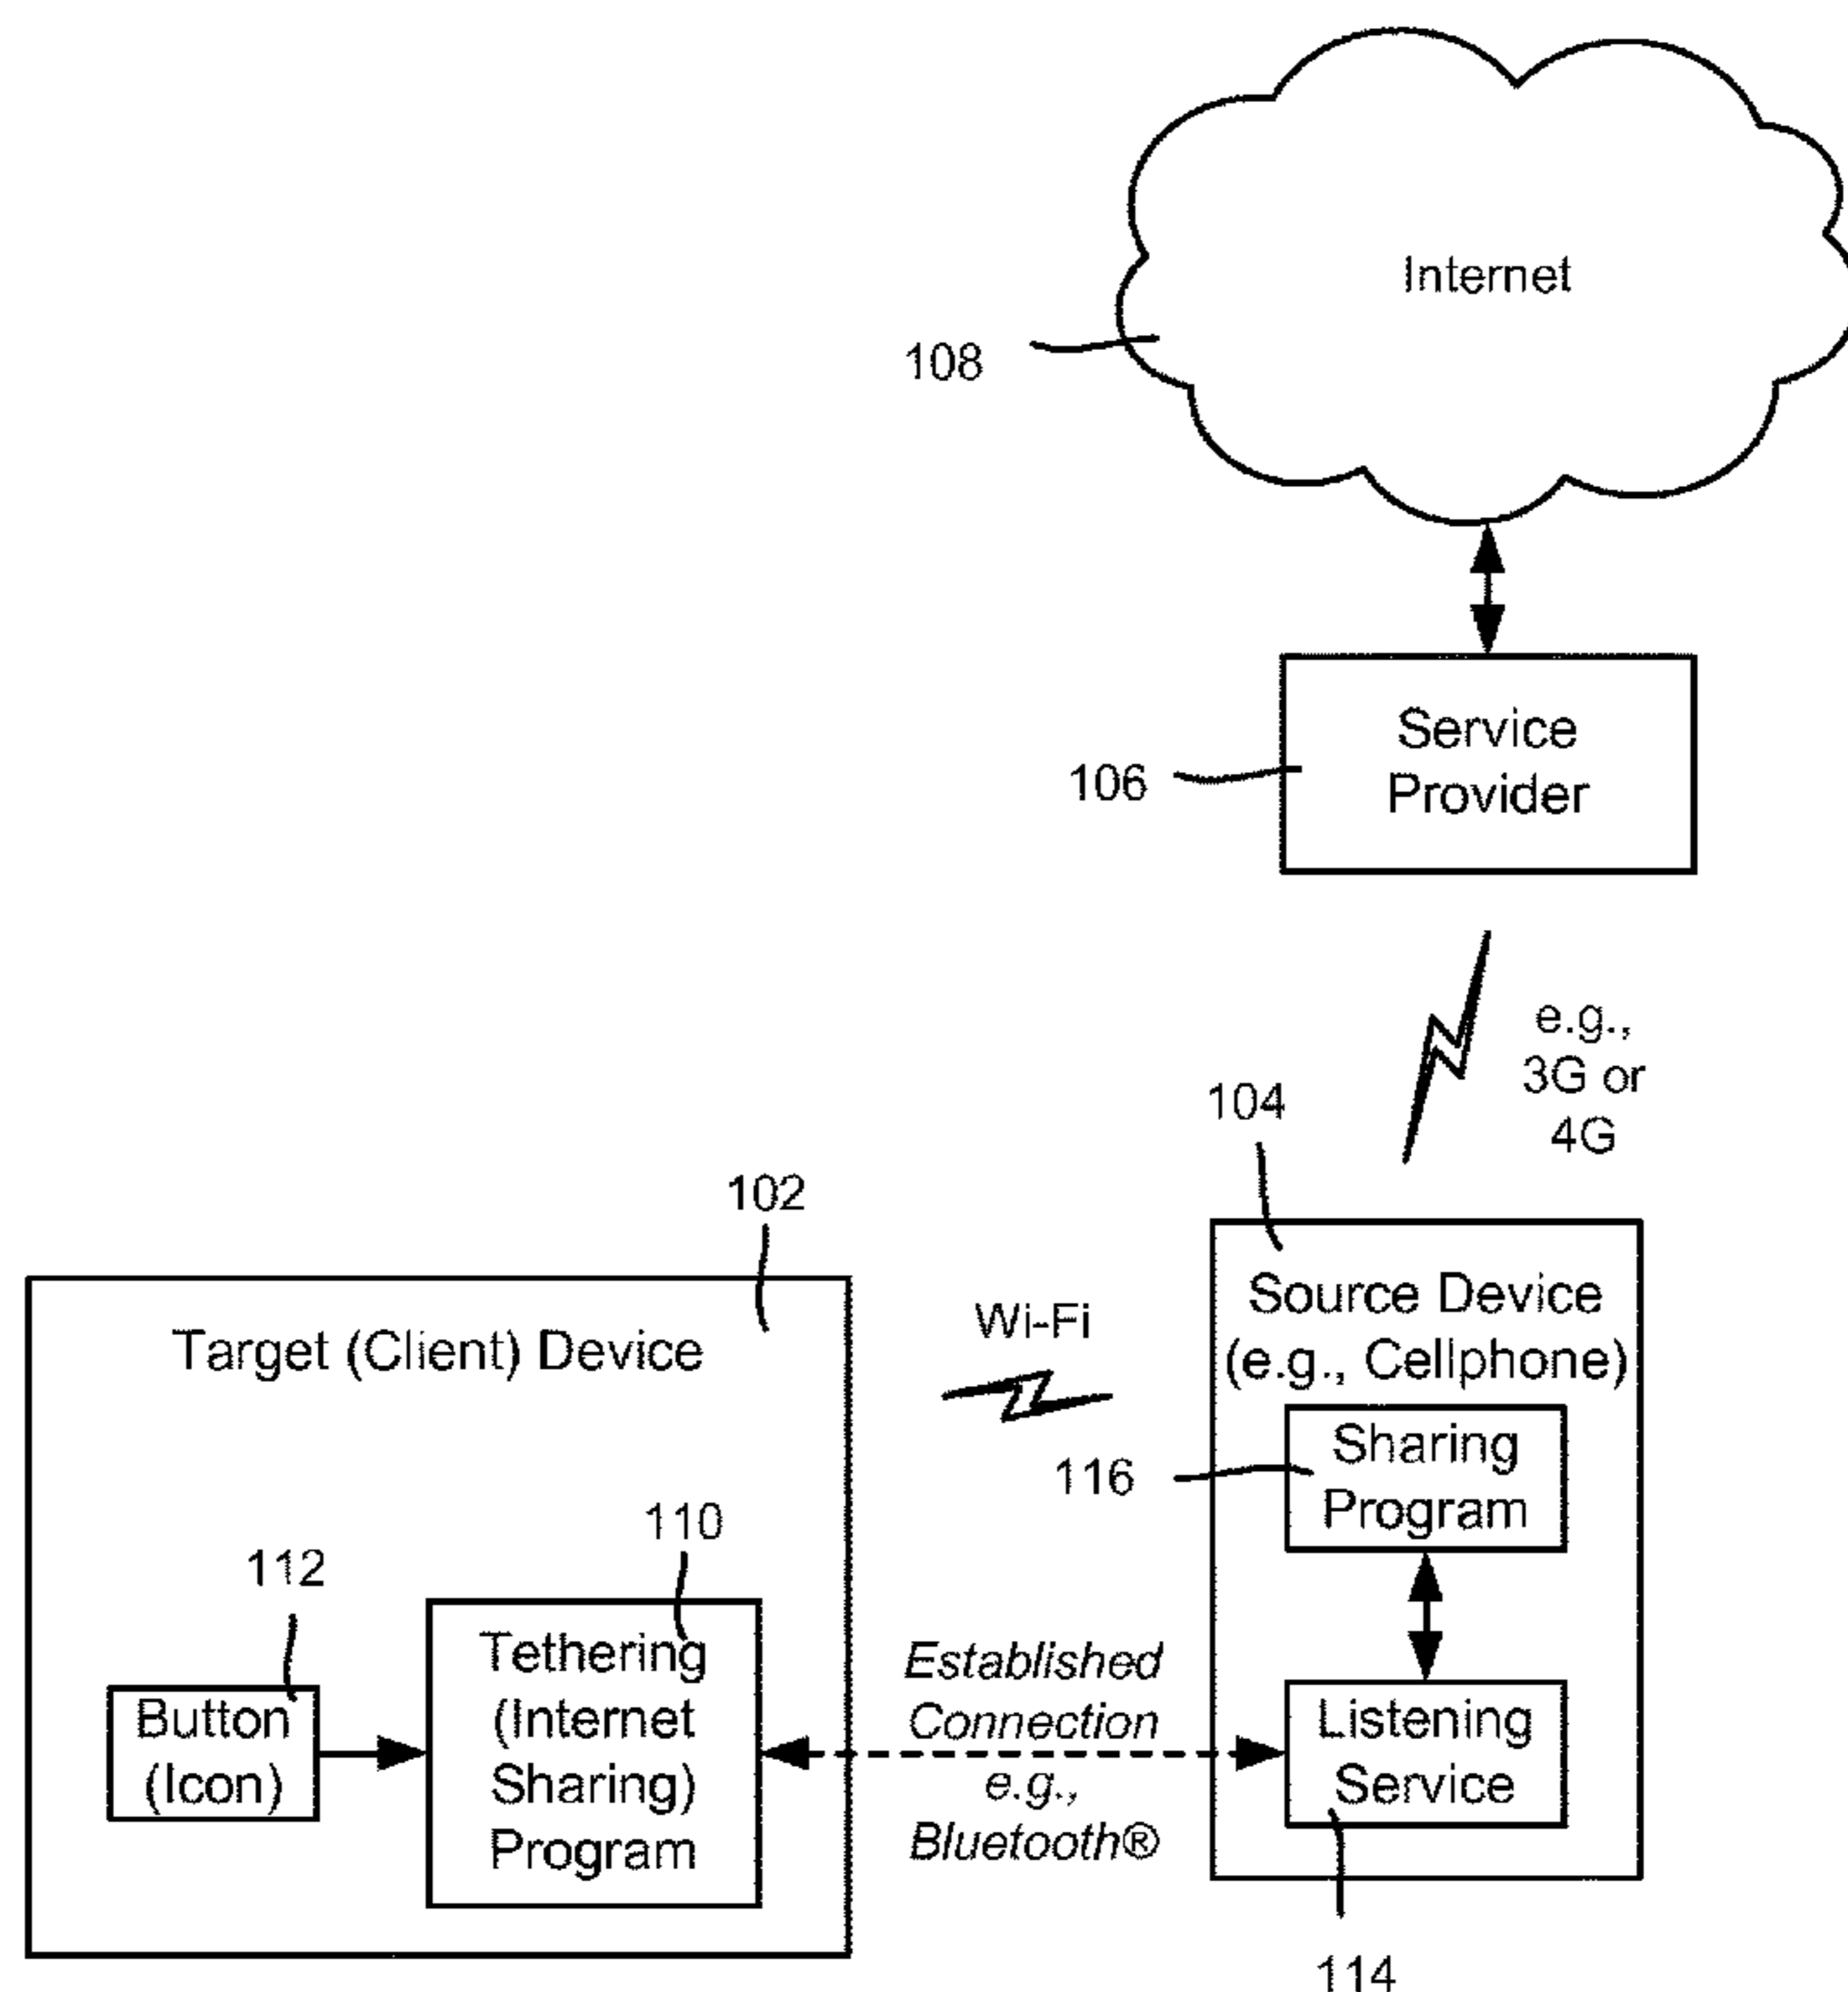 Internet
108
Service
Provider
106
e.g.,
3G or
4G
104
102
Source Device
(e.g., Cellphone)
Wi-Fi
Target (Client) Device
Sharing
Program
116
110
112
Tethering
(Internet
Sharing)
Program
Button
(Icon)
Established
Connection
e.g.,
Bluetooth®
Listening
Service
114